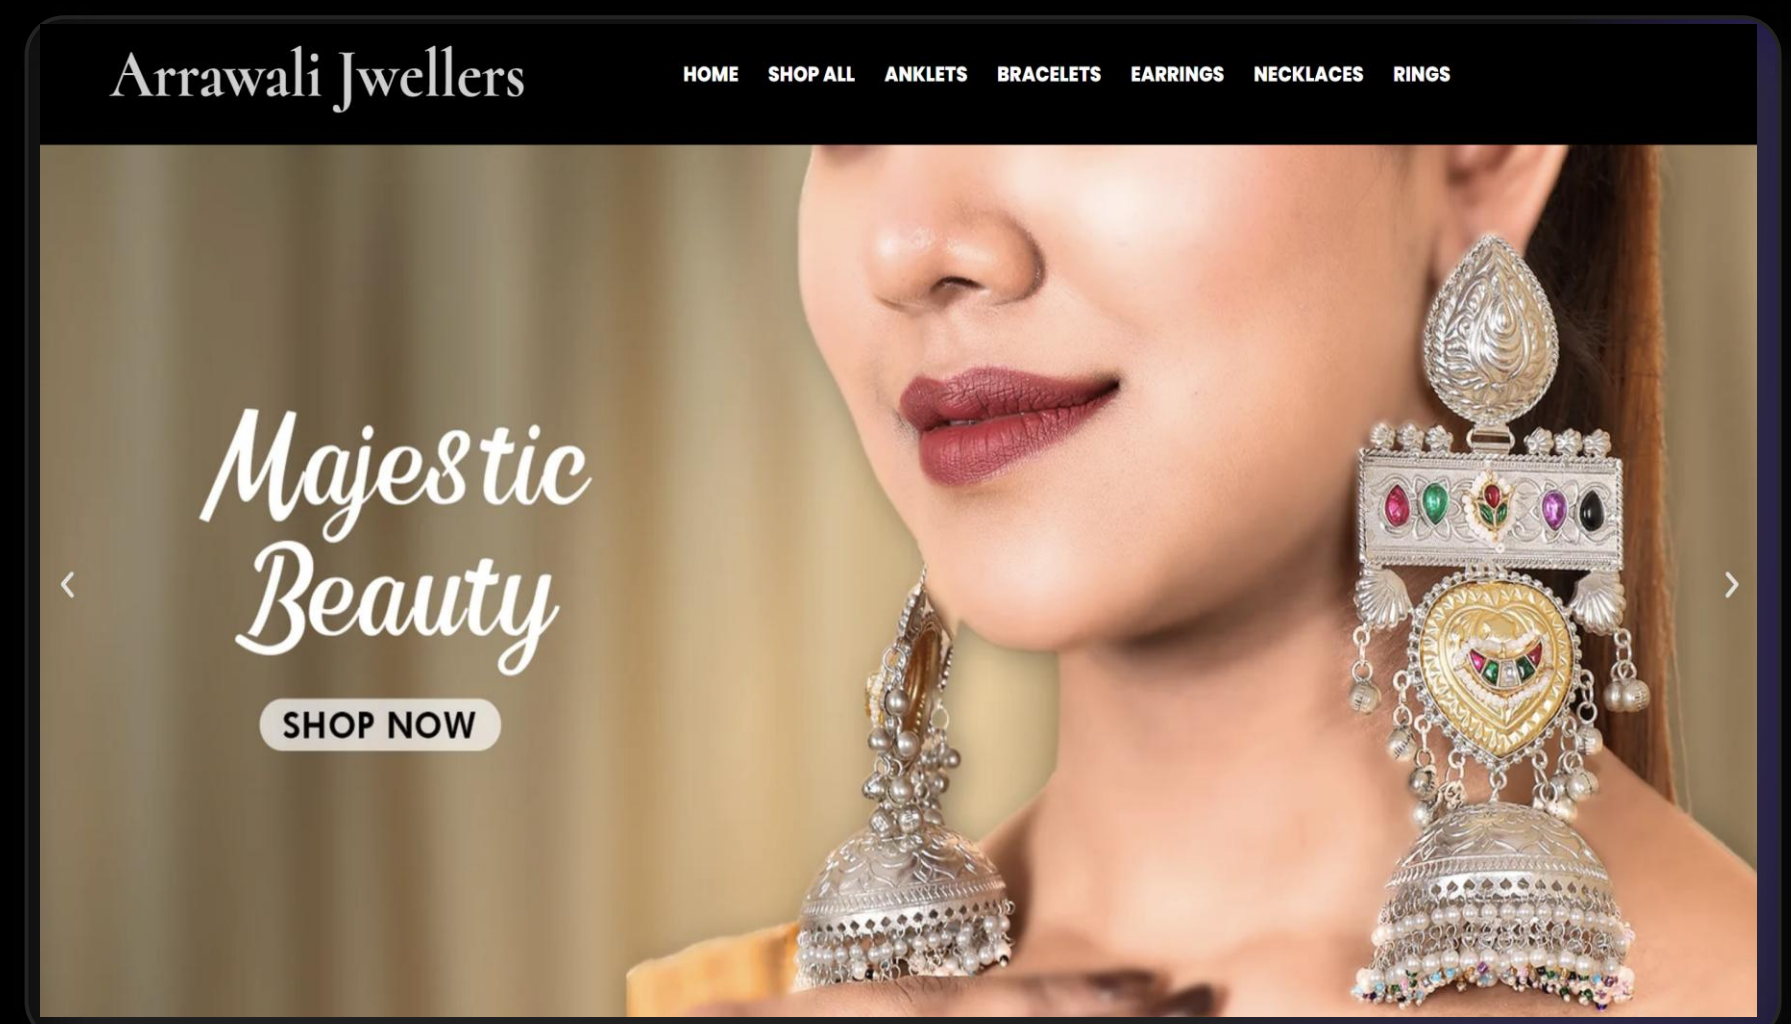 Arrawali Jwellers
HOME SHOP ALL ANKLETS BRACELETS EARRINGS NECKLACES RINGS
Majestic
Beauty
SHOP NOW